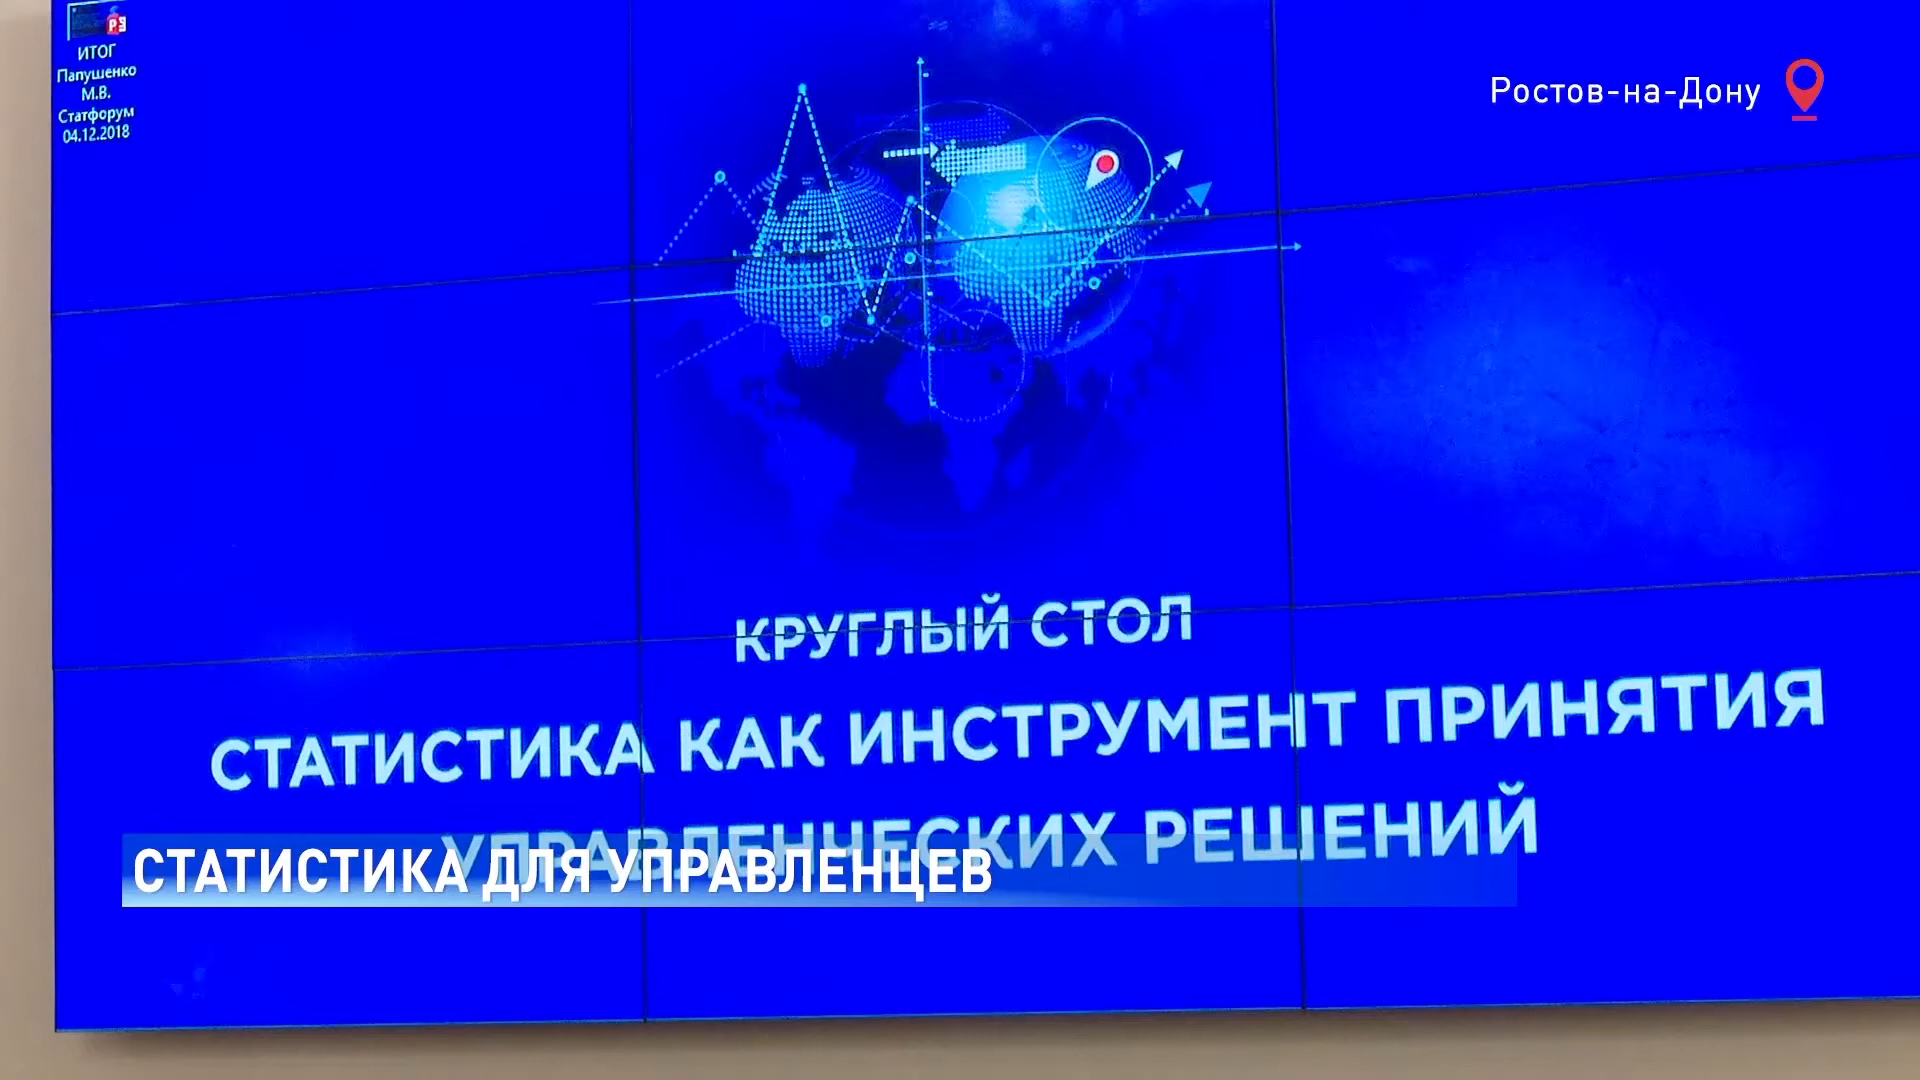 ИТОГ
Папушенко
М.В.
Статфорум
04.12.2018
Ростов-на-Дону
КРУГЛЫЙ СТОЛ
СТАТИСТИКА КАК ИНСТРУМЕНТ ПРИНЯТИЯ
УПРАВЛЕНЧЕСКИХ РЕШЕНИЙ
СТАТИСТИКА ДЛЯ УПРАВЛЕНЦЕВ